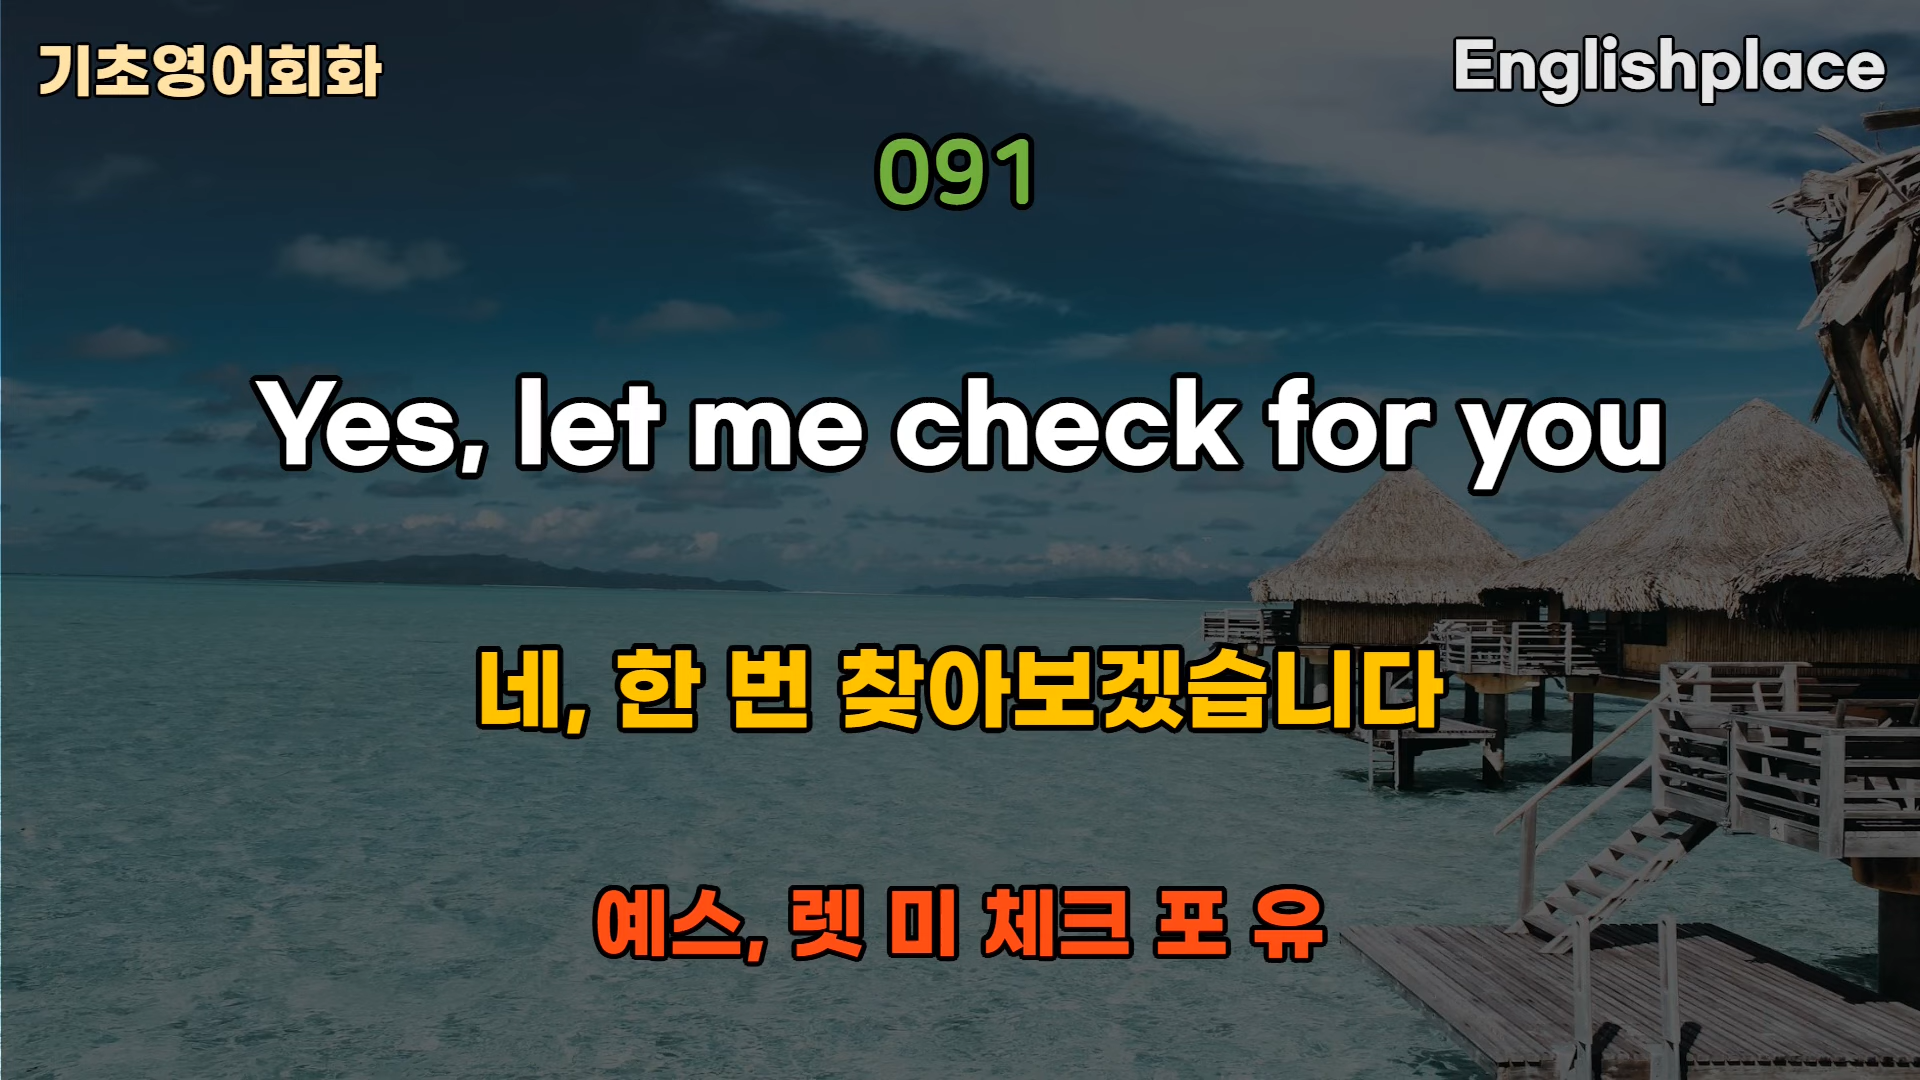 기초영어회화
Englishplace
091
Yes, let me check for you
네, 한 번 찾아보겠습니다
예스, 렛 미 체크 포 유